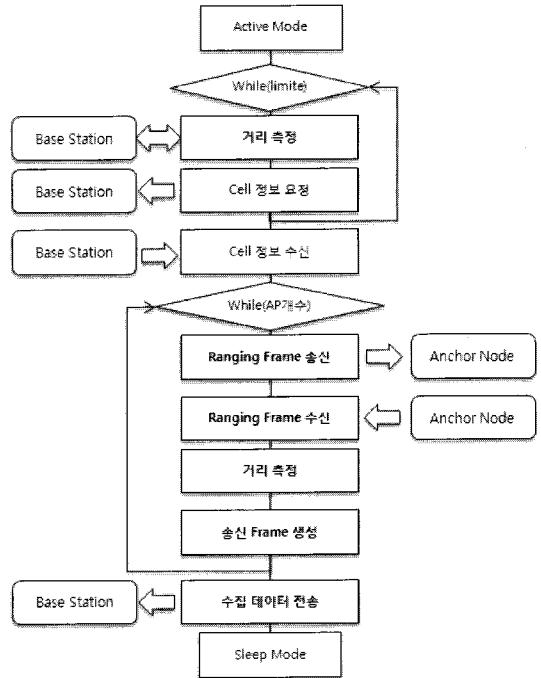 Active Mode
While(limite)
Base Station
거리 측정
Base Station
Cell 정보 요청
Base Station
Cell 정보 수신
While(AP개수)
Ranging Frame 송신
Anchor Node
Ranging Frame 수신
Anchor Node
거리 측정
송신 Frame 생성
Base Station
수집 데이터 전송
Sleep Mode